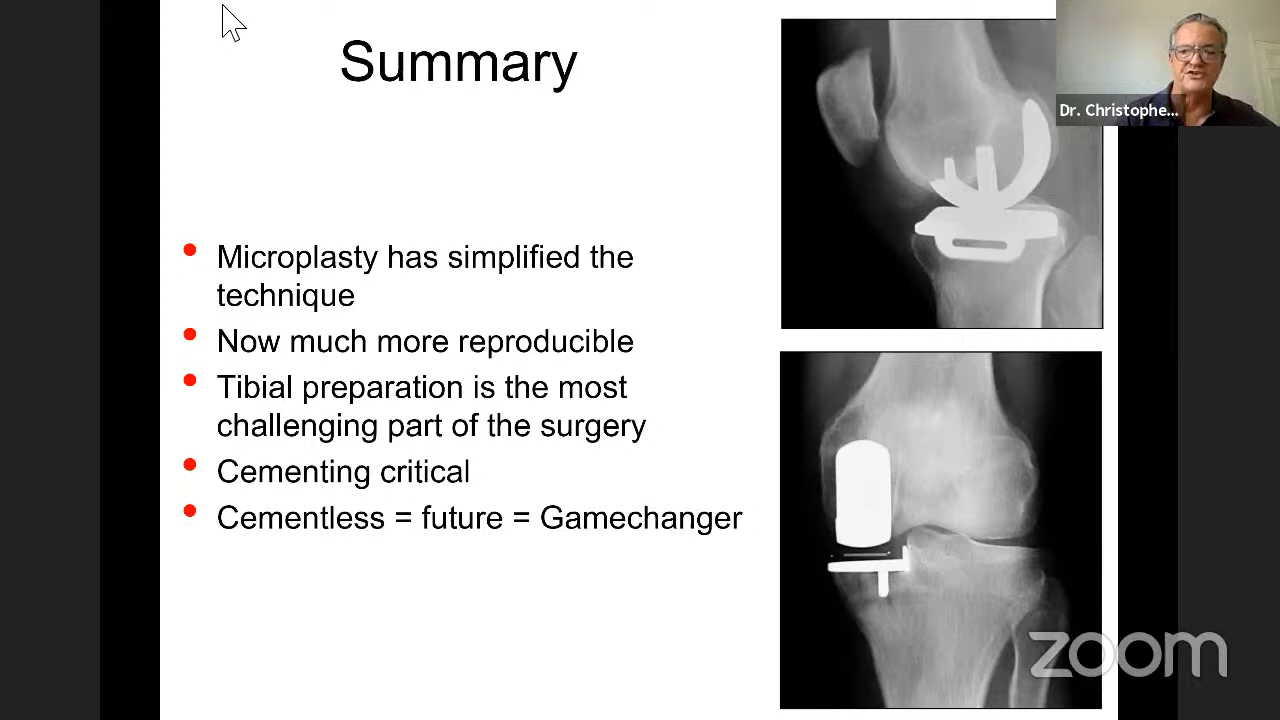 Summary
Dr. Christophe...
Microplasty has simplified the
technique
Now much more reproducible
Tibial preparation is the most
challenging part of the surgery
Cementing critical
Cementless = future = Gamechanger
zoom